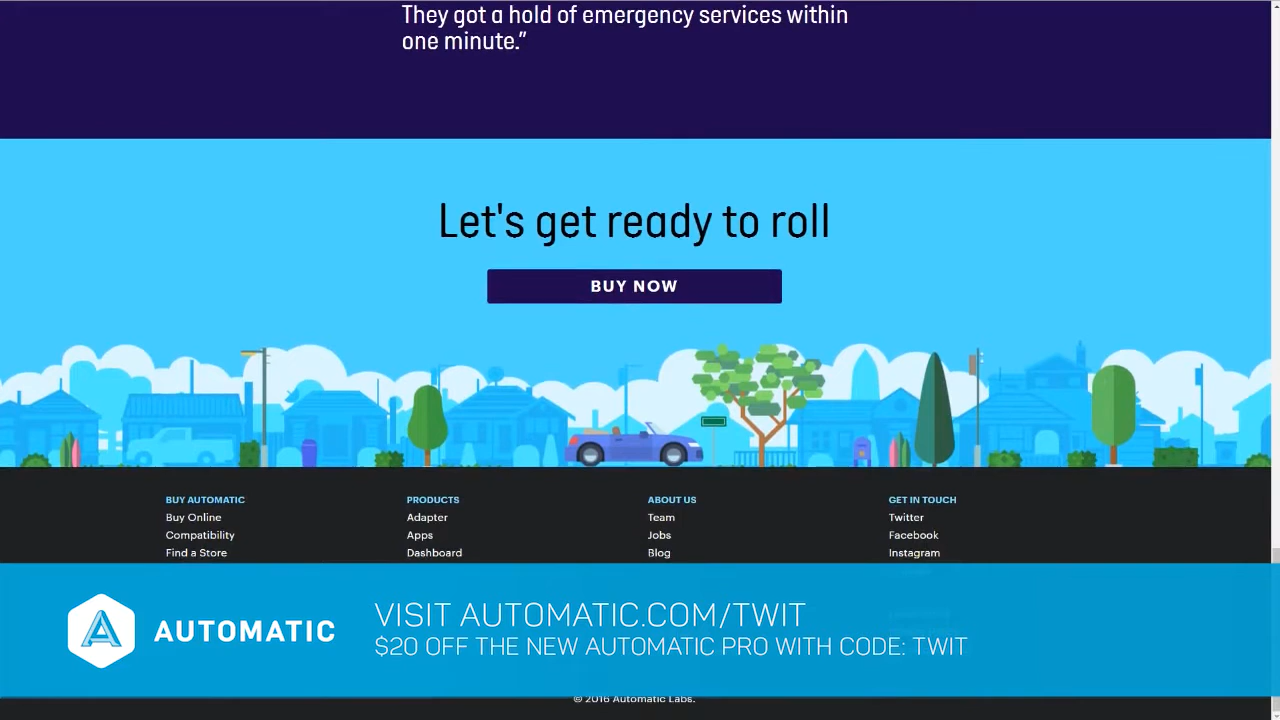 They got a hold of emergency services within
one minute.”
Let's get ready to roll
BUY NOW
BUY AUTOMATIC
Buy Online
Compatibility
Find a Store
PRODUCTS
Adapter
Apps
Dashboard
ABOUT US
Team
Jobs
Blog
GET IN TOUCH
Twitter
Facebook
Instagram
AUTOMATIC
VISIT AUTOMATIC.COM/TWIT
$20 OFF THE NEW AUTOMATIC PRO WITH CODE: TWIT
© 2016 Automatic Labs.